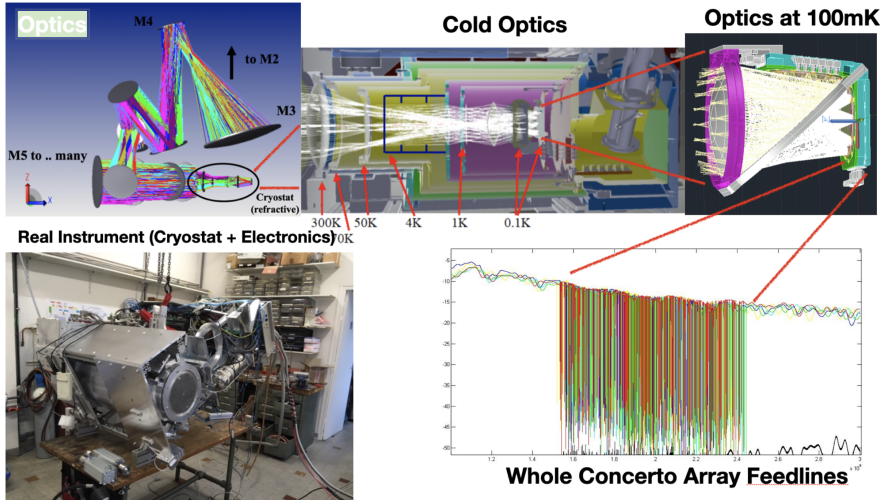 Optics
M4
to M2
M3
M5 to .. many
Cryostat
(refractive)
Z
X
Cold Optics
300K
70K
50K
4K
1K
0.1K
Optics at 100mK
Real Instrument (Cryostat + Electronics)
-5
-10
-15
-20
-25
-30
-35
-40
-45
-50
1.2
1.4
1.6
1.8
2
2.2
2.4
2.6
2.8
3
Whole Concerto Array Feedlines